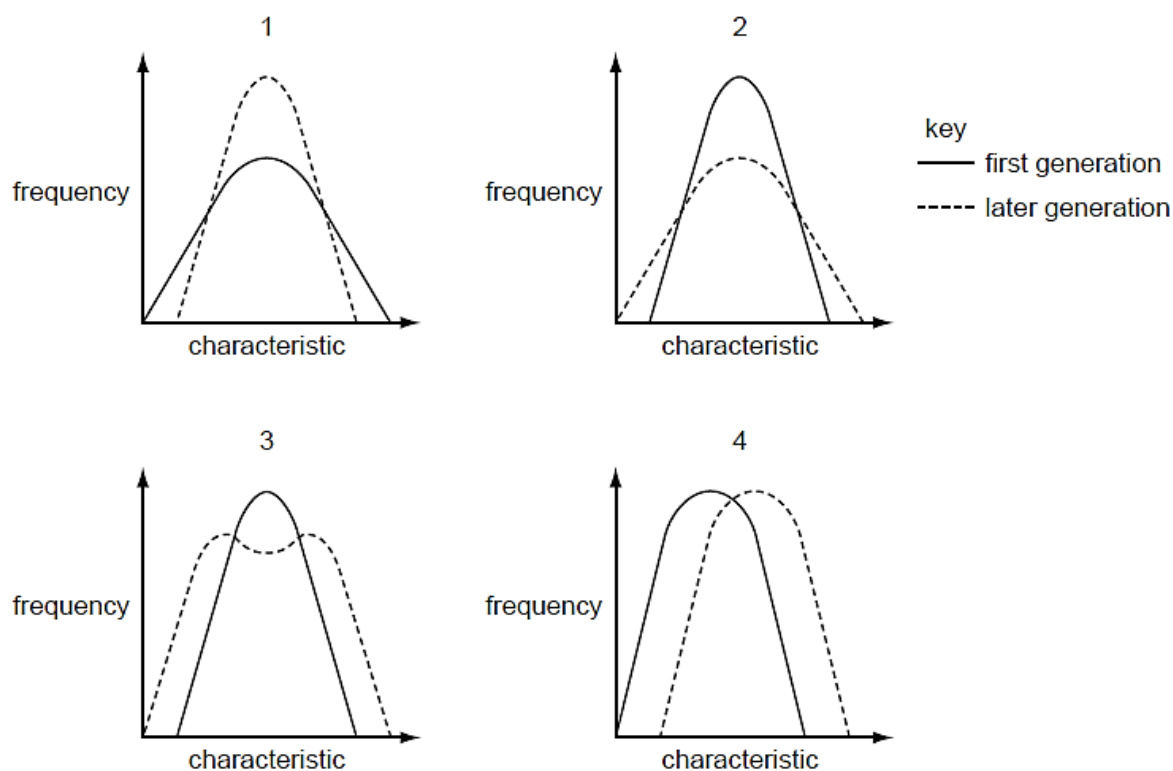 1
frequency
characteristic
2
frequency
characteristic
key
first generation
later generation
3
frequency
characteristic
4
frequency
characteristic